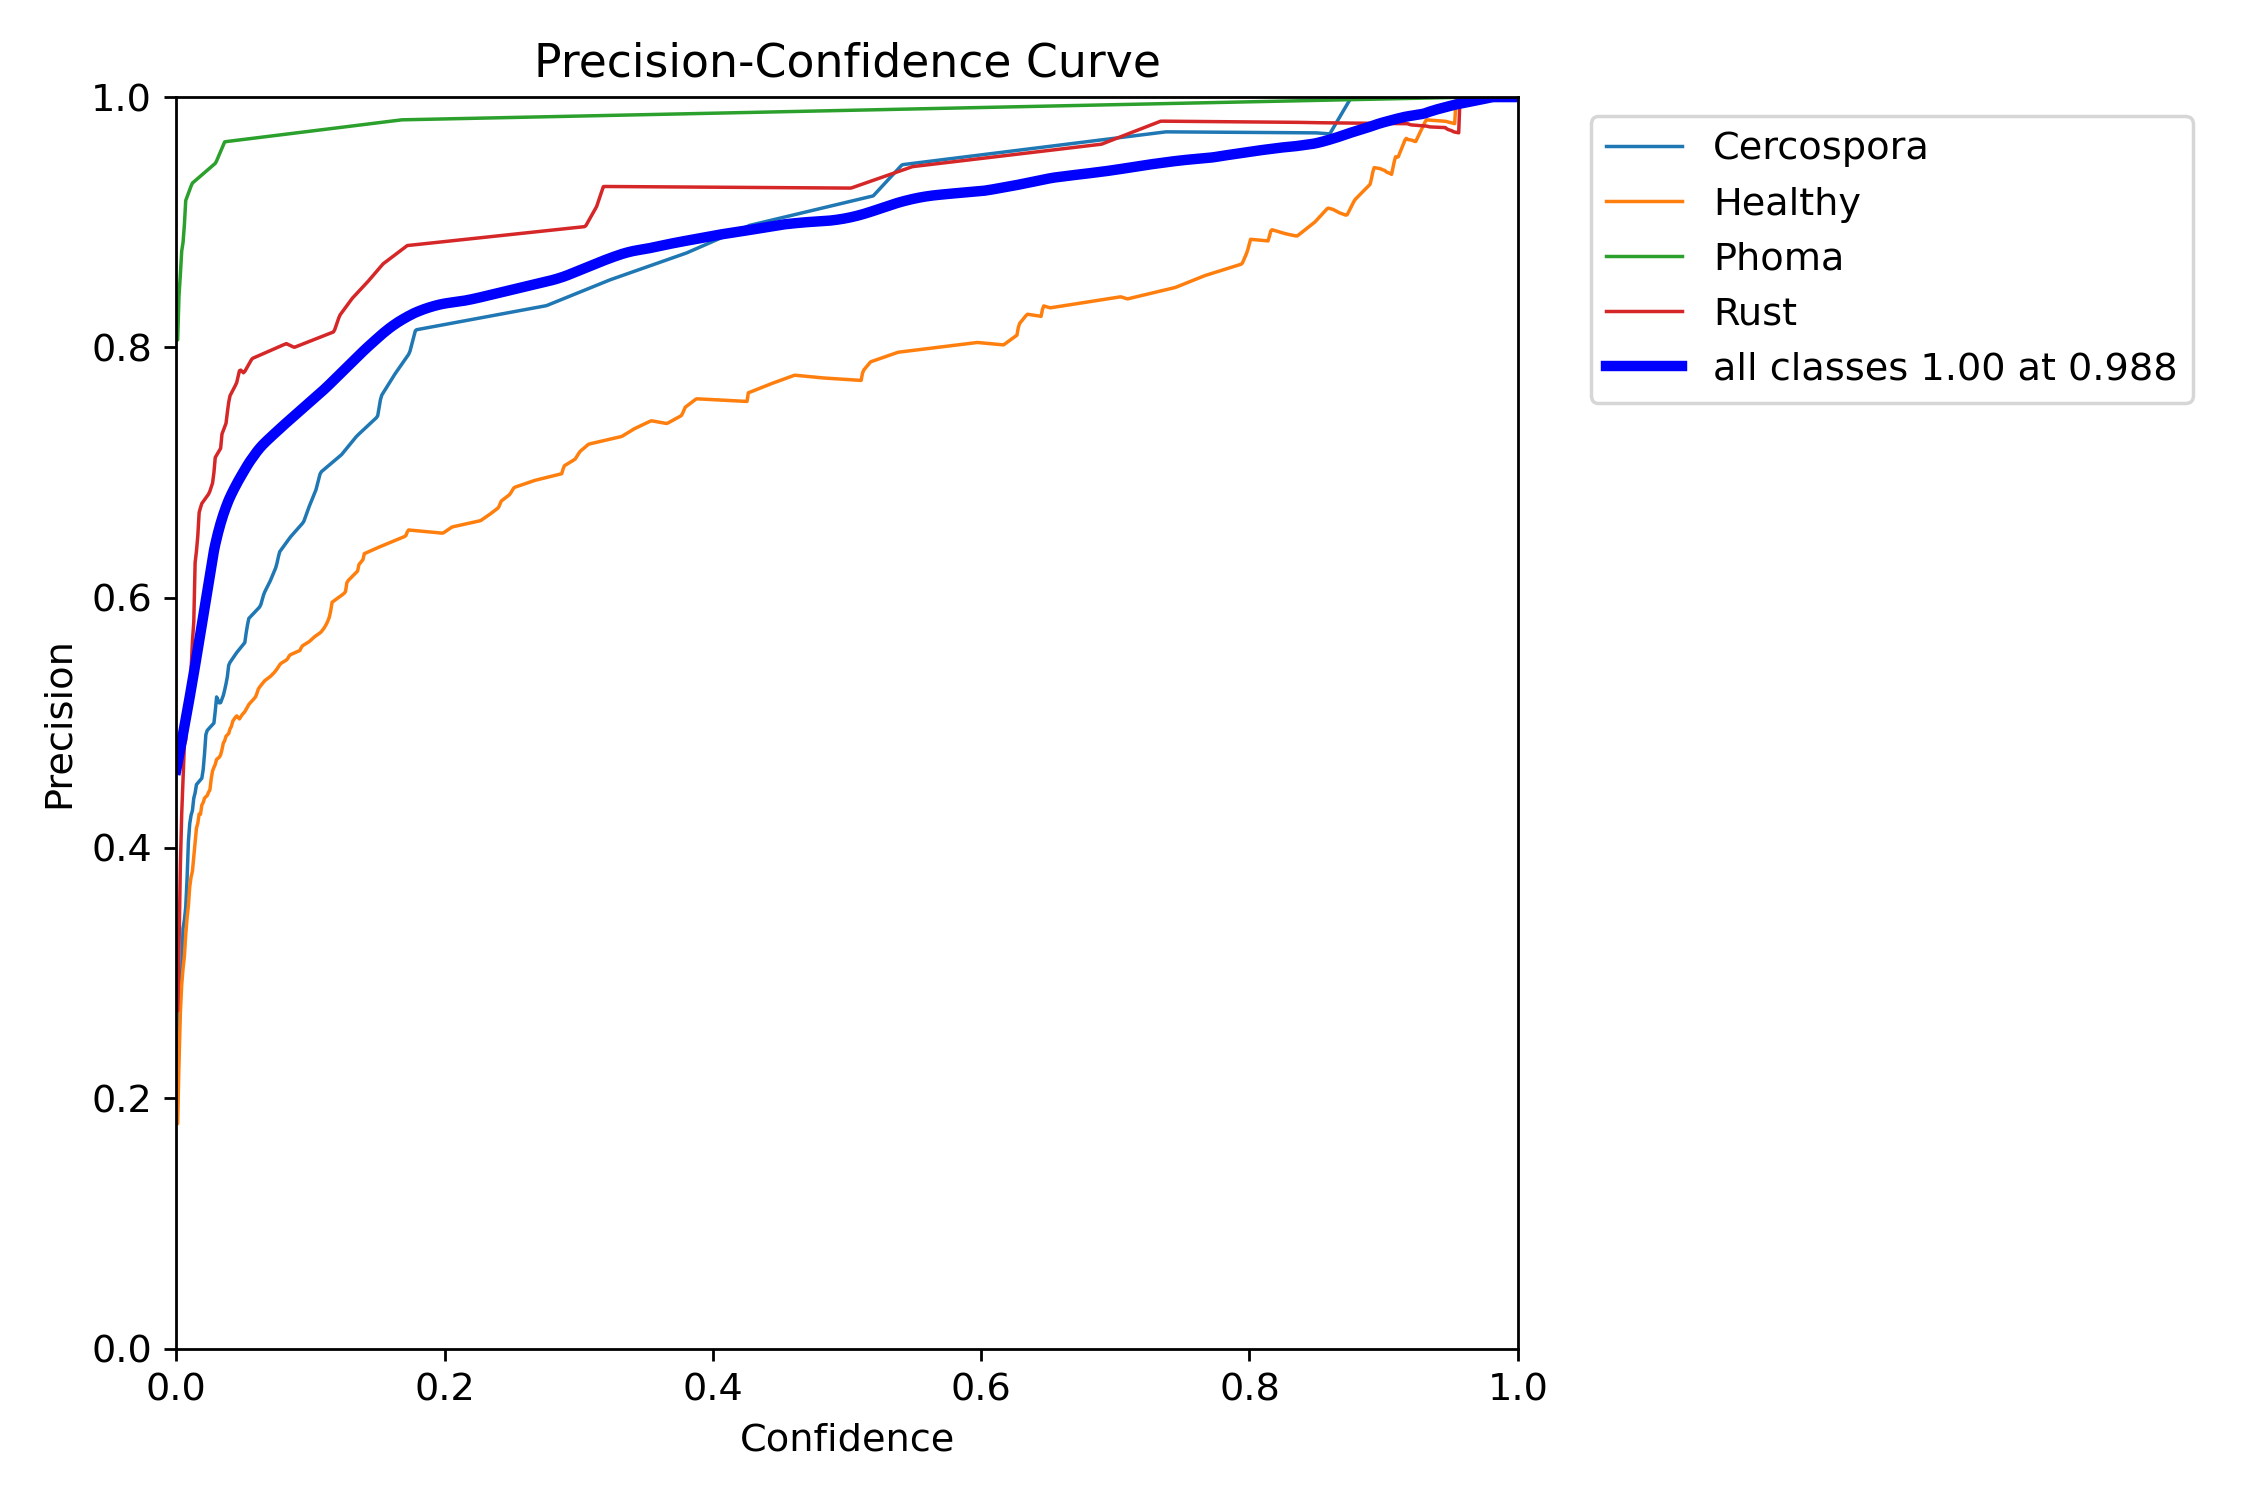 Precision-Confidence Curve
1.0
0.8
0.6
0.4
0.2
0.0
Precision
0.0 0.2 0.4 0.6 0.8 1.0
Confidence
Cercospora
Healthy
Phoma
Rust
all classes 1.00 at 0.988